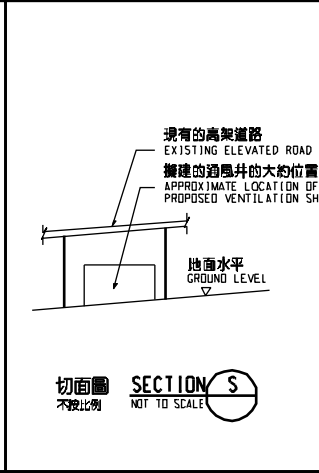 現有的高架道路
EXISTING ELEVATED ROAD
擬建的通風井的大約位置
APPROXIMATE LOCATION OF
PROPOSED VENTILATION SH
地面水平
GROUND LEVEL
切面圖 SECTION S
不按比例 NOT TO SCALE